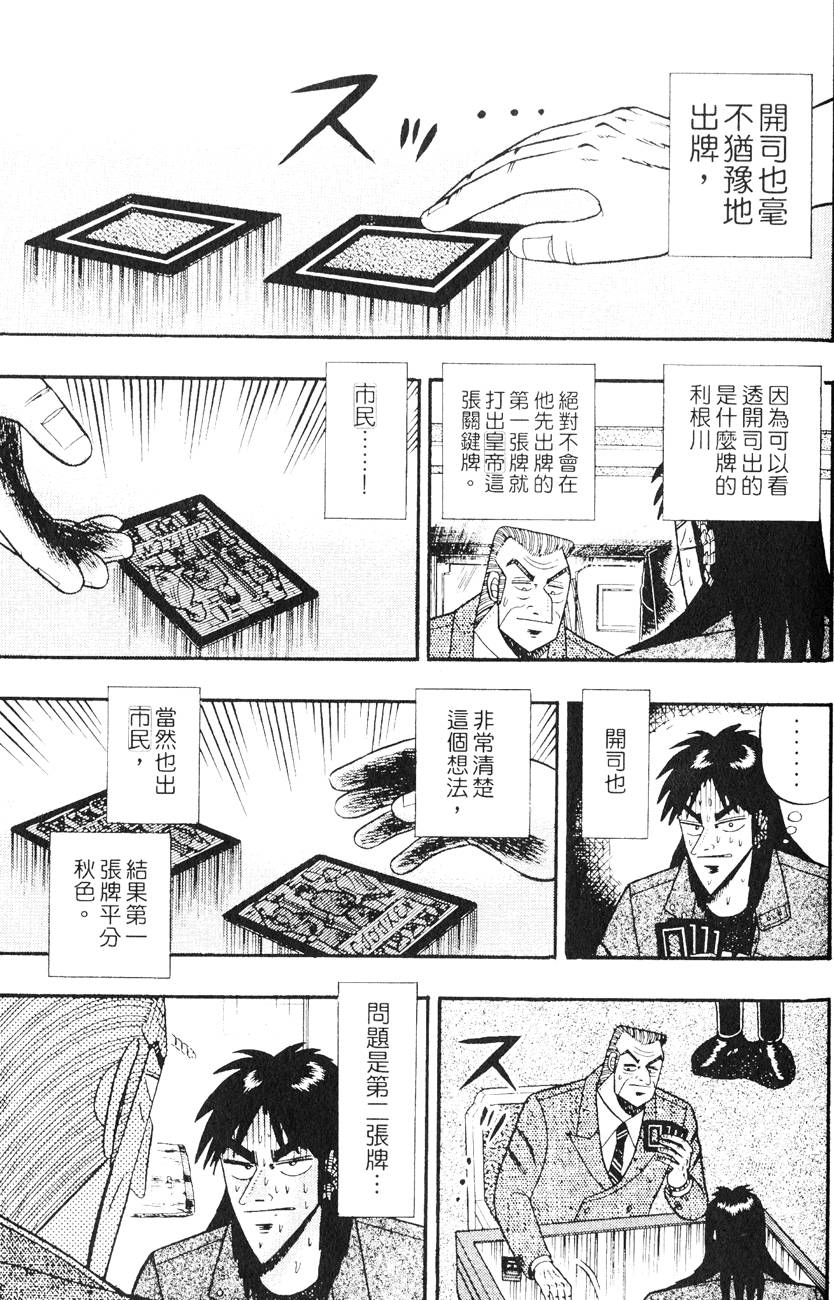 開司也毫
不猶豫地
出牌，
…
ス
ッ
因為可以看
透開司出的
是什麼牌的
利根川
絕對不會在
他先出牌的
第一張牌就
打出皇帝這
張關鍵牌。
市民……！
……
開司也
非常清楚
這個想法，
當然也出
市民，
結果第一
張牌平分
秋色。
ス
問題是第二張牌…